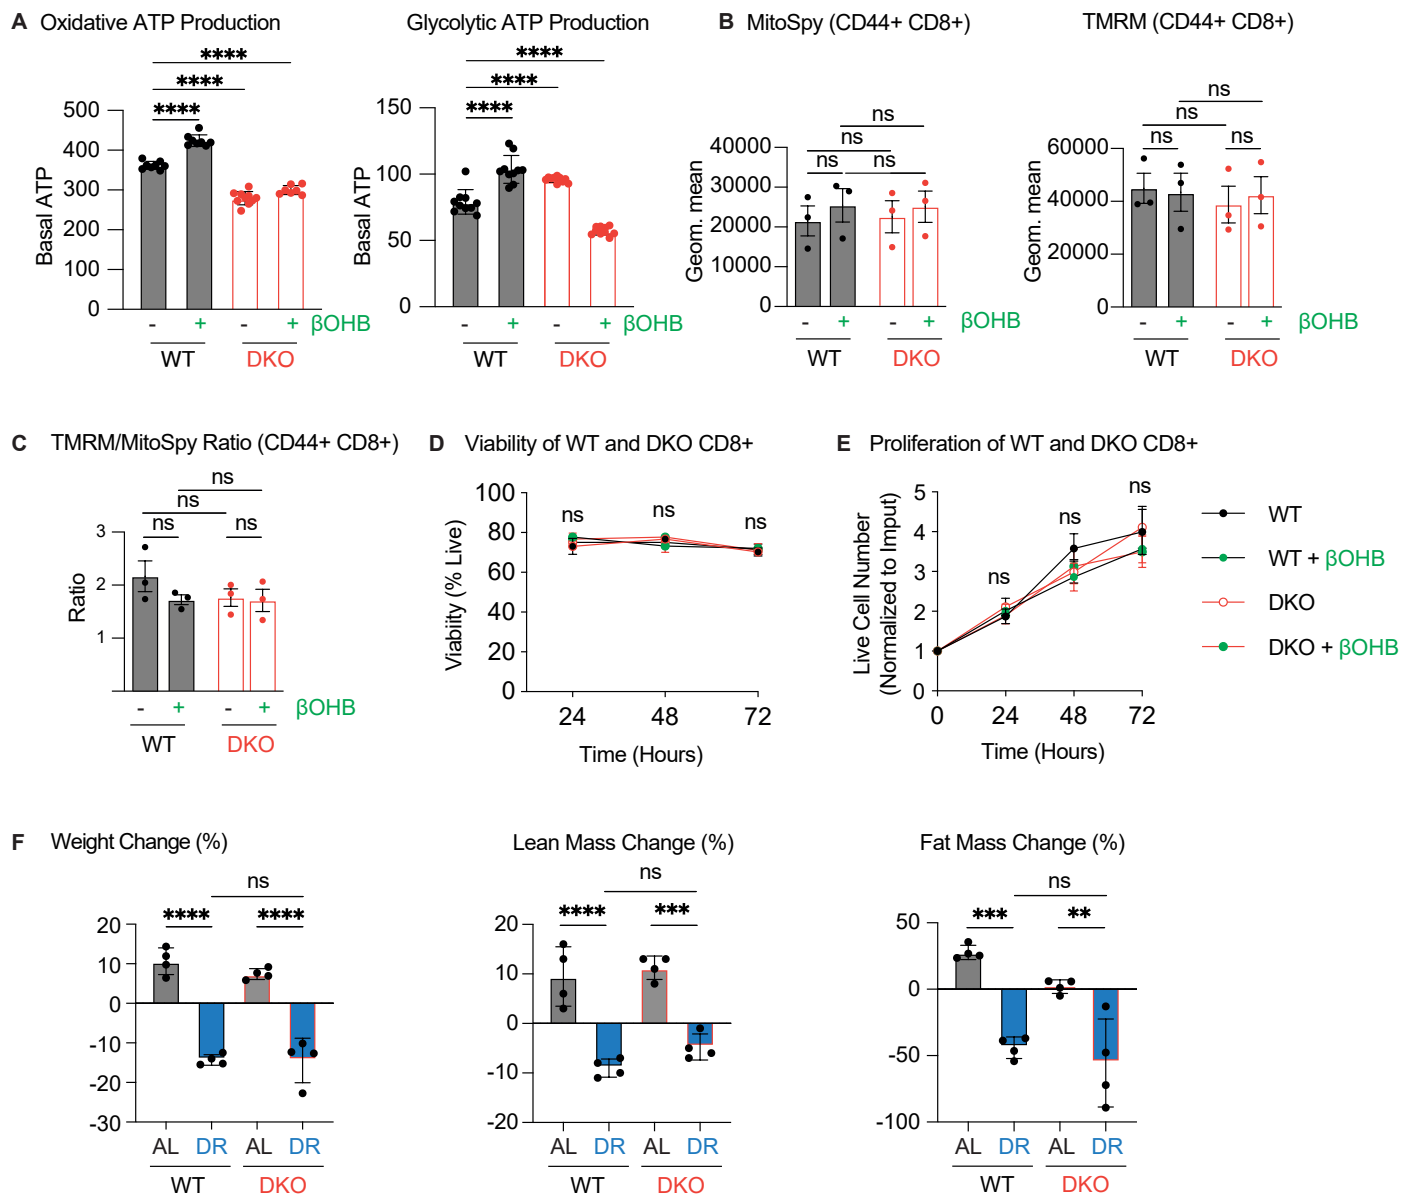 A Oxidative ATP Production
Glycolytic ATP Production
B MitoSpy (CD44+ CD8+)
TMRM (CD44+ CD8+)
****
****
****
500
400
300
200
100
0
Basal ATP
- + - + βOHB
WT DKO
****
****
****
150
100
50
0
Basal ATP
- + - + βOHB
WT DKO
ns
ns
ns ns
40000
30000
20000
10000
0
Geom. mean
- + - + βOHB
WT DKO
ns
ns
ns ns
60000
40000
20000
0
Geom. mean
- + - + βOHB
WT DKO
C TMRM/MitoSpy Ratio (CD44+ CD8+)
ns
ns
ns ns
3
2
1
Ratio
- + - + βOHB
WT DKO
D Viability of WT and DKO CD8+
100
80
60
40
20
0
Viabiity (% Live)
ns ns ns
24 48 72
Time (Hours)
E Proliferation of WT and DKO CD8+
5
4
3
2
1
0
Live Cell Number
(Normalized to Imput)
ns ns ns
0 24 48 72
Time (Hours)
WT
WT + βOHB
DKO
DKO + βOHB
F Weight Change (%)
ns
**** ****
20
10
0
-10
-20
-30
AL DR AL DR
WT DKO
Lean Mass Change (%)
ns
**** ***
20
10
0
-10
-20
AL DR AL DR
WT DKO
Fat Mass Change (%)
ns
*** **
50
0
-50
-100
AL DR AL DR
WT DKO